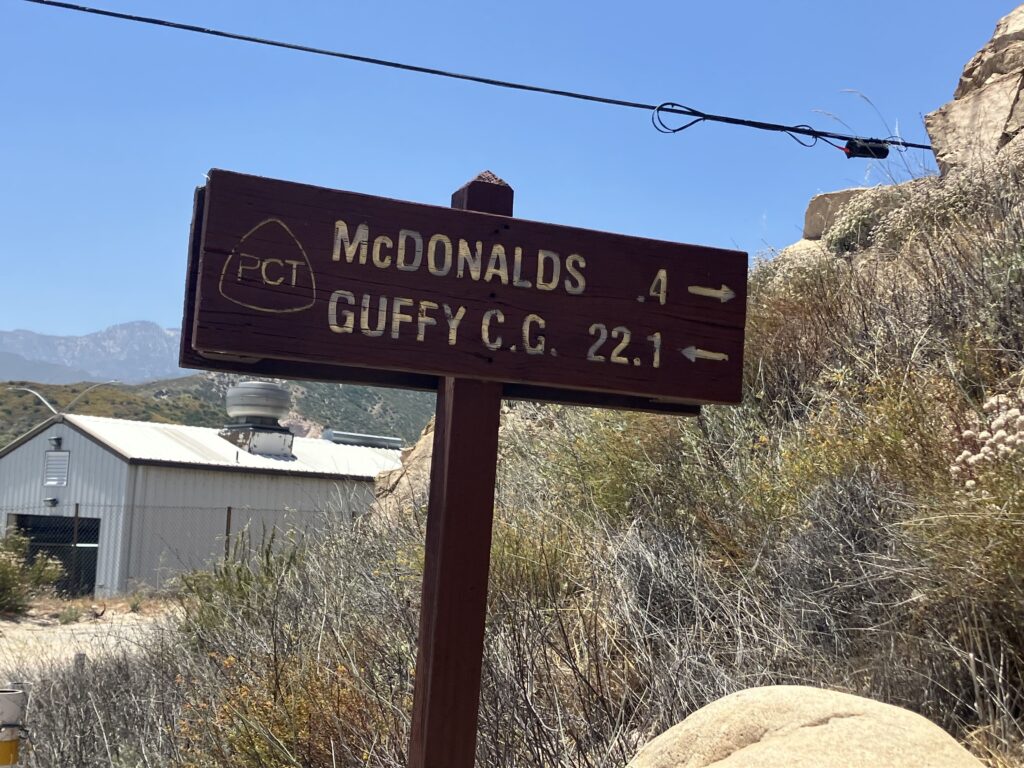 PCT
McDONALDS .4 →
GUFFY C.G. 22.1 ←